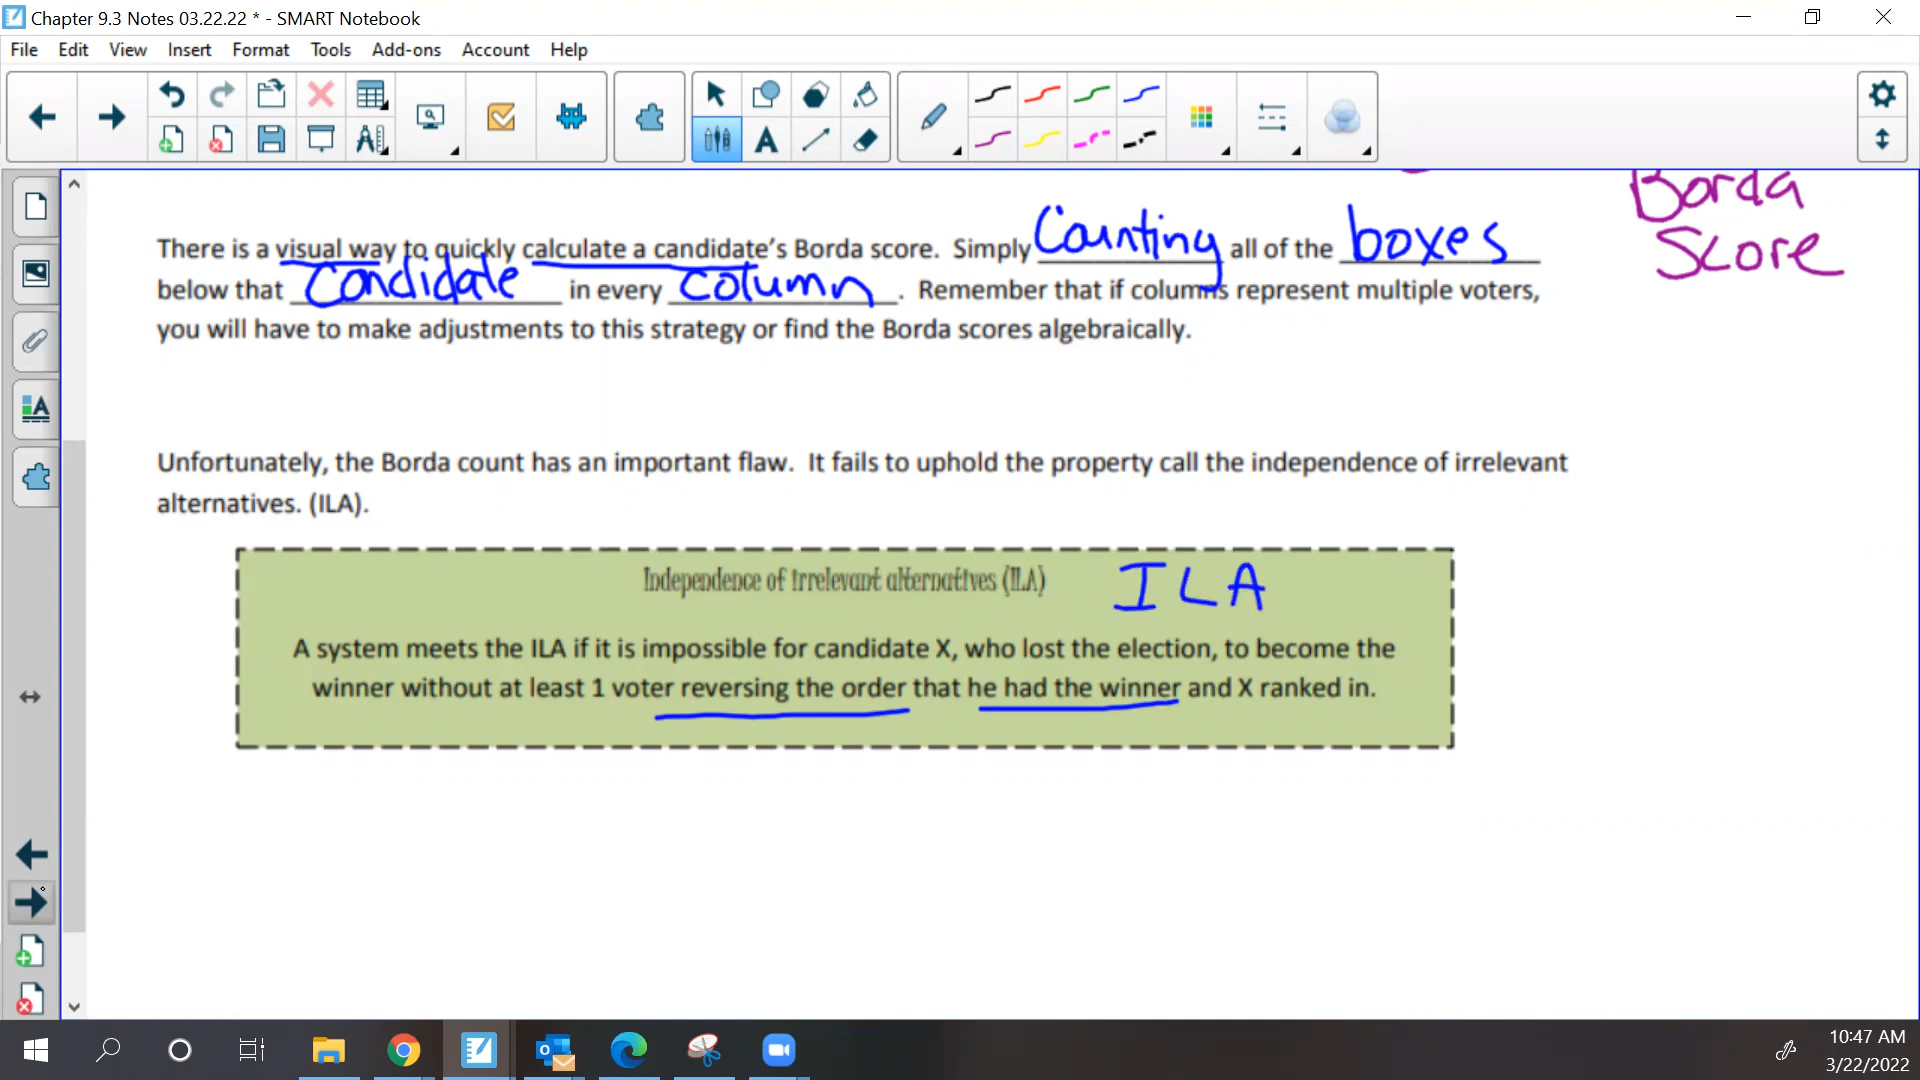 Chapter 9.3 Notes 03.22.22 * - SMART Notebook
File Edit View Insert Format Tools Add-ons Account Help
Borda
Score
There is a visual way to quickly calculate a candidate's Borda score. Simply Counting all of the boxes
below that candidate in every column. Remember that if columns represent multiple voters,
you will have to make adjustments to this strategy or find the Borda scores algebraically.
Unfortunately, the Borda count has an important flaw. It fails to uphold the property call the independence of irrelevant
alternatives. (ILA).
Independence of irrelevant alternatives (ILA) ILA
A system meets the ILA if it is impossible for candidate X, who lost the election, to become the
winner without at least 1 voter reversing the order that he had the winner and X ranked in.
10:47 AM
3/22/2022